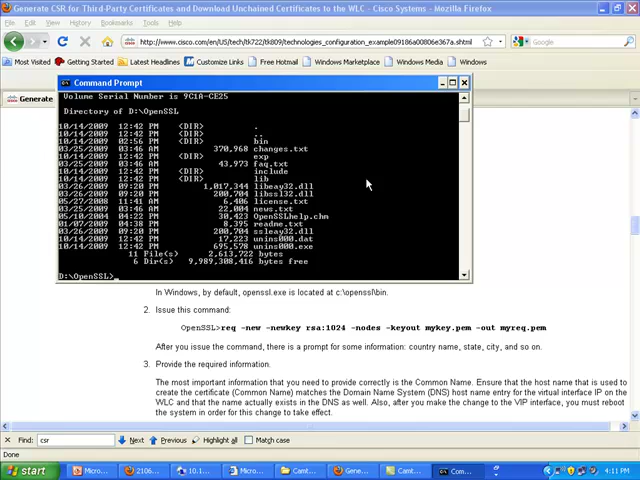 Generate CSR for Third-Party Certificates and Download Unchained Certificates to the WLC - Cisco Systems - Mozilla Firefox
File Edit View History Bookmarks Tools Help
http://www.cisco.com/en/US/tech/tk722/tk809/technologies_configuration_example09186a00806e367a.shtml
Google
Most Visited Getting Started Latest Headlines Customize Links Free Hotmail Windows Marketplace Windows Media Windows
Generate
Command Prompt
Volume Serial Number is 9C1A-CE25
Directory of D:\OpenSSL
10/14/2009 12:42 PM <DIR> .
10/14/2009 12:42 PM <DIR> ..
10/14/2009 02:56 PM <DIR> bin
03/25/2009 03:46 AM 370,968 changes.txt
10/14/2009 12:42 PM <DIR> exp
03/25/2009 03:46 AM 43,973 faq.txt
10/14/2009 12:42 PM <DIR> include
10/14/2009 12:42 PM <DIR> lib
03/26/2009 09:20 PM 1,017,344 libeay32.dll
03/26/2009 09:20 PM 200,704 libssl32.dll
05/27/2008 11:41 PM 6,406 license.txt
03/25/2009 03:46 AM 22,004 news.txt
05/10/2004 04:22 PM 30,423 OpenSSLhelp.chm
01/07/2009 04:38 PM 8,395 readme.txt
03/26/2009 09:20 PM 200,704 ssleay32.dll
10/14/2009 12:42 PM 17,223 unins000.dat
10/14/2009 12:42 PM 695,578 unins000.exe
11 File(s) 2,613,722 bytes
6 Dir(s) 9,989,308,416 bytes free
D:\OpenSSL>_
In Windows, by default, openssl.exe is located at c:\openssl\bin.
2. Issue this command:
OpenSSL>req -new -newkey rsa:1024 -nodes -keyout mykey.pem -out myreq.pem
After you issue the command, there is a prompt for some information: country name, state, city, and so on.
3. Provide the required information.
The most important information that you need to provide correctly is the Common Name. Ensure that the host name that is used to
create the certificate (Common Name) matches the Domain Name System (DNS) host name entry for the virtual interface IP on the
WLC and that the name actually exists in the DNS as well. Also, after you make the change to the VIP interface, you must reboot
the system in order for this change to take effect.
Find: csr Next Previous Highlight all Match case
Done
start Micro... 2106... 10.1... Micro... Camt... Gene... Camt... Com... 4:11 PM